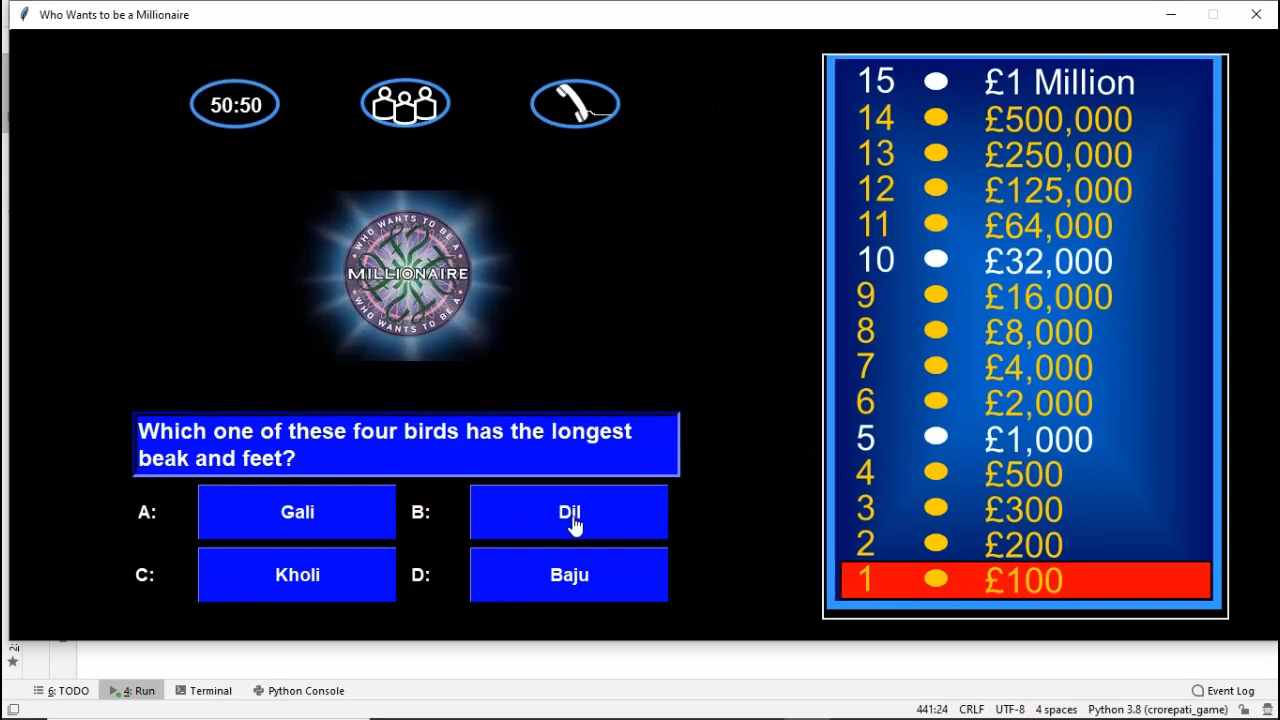 Who Wants to be a Millionaire
50:50
WHO WANTS TO BE A
MILLIONAIRE
WHO WANTS TO BE A
15 £1 Million
14 £500,000
13 £250,000
12 £125,000
11 £64,000
10 £32,000
9 £16,000
8 £8,000
7 £4,000
6 £2,000
5 £1,000
4 £500
3 £300
2 £200
1 £100
Which one of these four birds has the longest
beak and feet?
A: Gali B: Dil
C: Kholi D: Baju
6: TODO 4: Run Terminal Python Console Event Log
441:24 CRLF UTF-8 4 spaces Python 3.8 (crorepati_game)